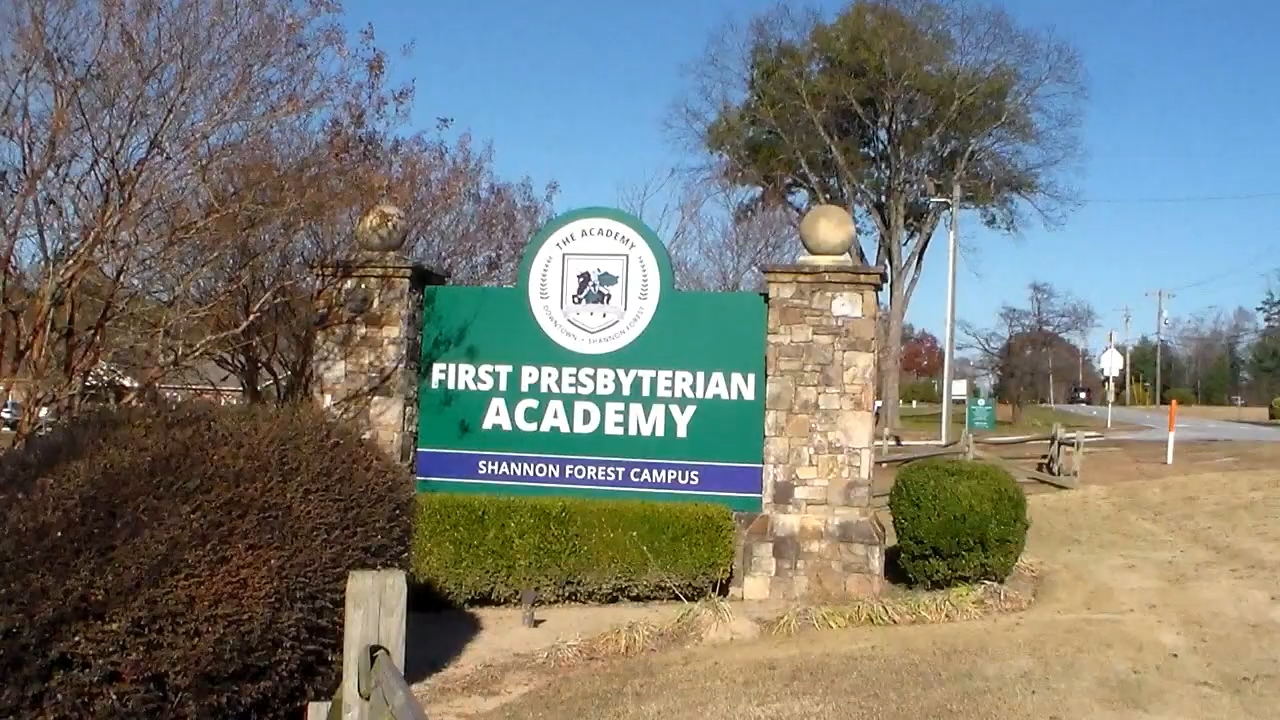 THE ACADEMY
DOWNTOWN • SHANNON FOREST
FIRST PRESBYTERIAN
ACADEMY
SHANNON FOREST CAMPUS